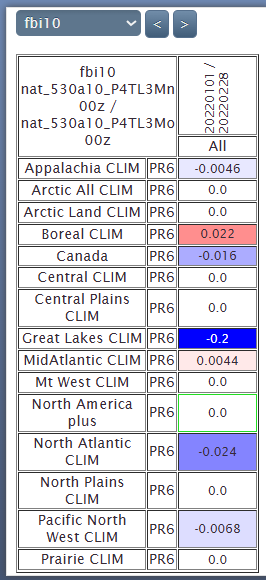 fbi10
<
>
fbi10
nat_530a10_P4TL3Mn
00z /
nat_530a10_P4TL3Mo
00z
20220101 /
20220228
All
Appalachia CLIM PR6 -0.0046
Arctic All CLIM PR6 0.0
Arctic Land CLIM PR6 0.0
Boreal CLIM PR6 0.022
Canada PR6 -0.016
Central CLIM PR6 0.0
Central Plains
CLIM PR6 0.0
Great Lakes CLIM PR6 -0.2
MidAtlantic CLIM PR6 0.0044
Mt West CLIM PR6 0.0
North America
plus PR6 0.0
North Atlantic
CLIM PR6 -0.024
North Plains
CLIM PR6 0.0
Pacific North
West CLIM PR6 -0.0068
Prairie CLIM PR6 0.0